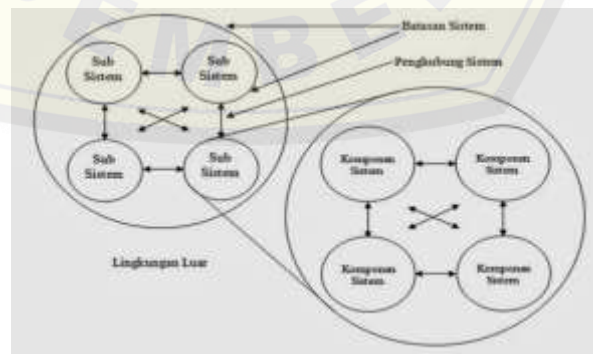 EMBE
Batasan Sistem
Sub
Sistem
Sub
Sistem
Penghubung Sistem
Sub
Sistem
Sub
Sistem
Komponen
Sistem
Komponen
Sistem
Lingkungan Luar
Komponen
Sistem
Komponen
Sistem